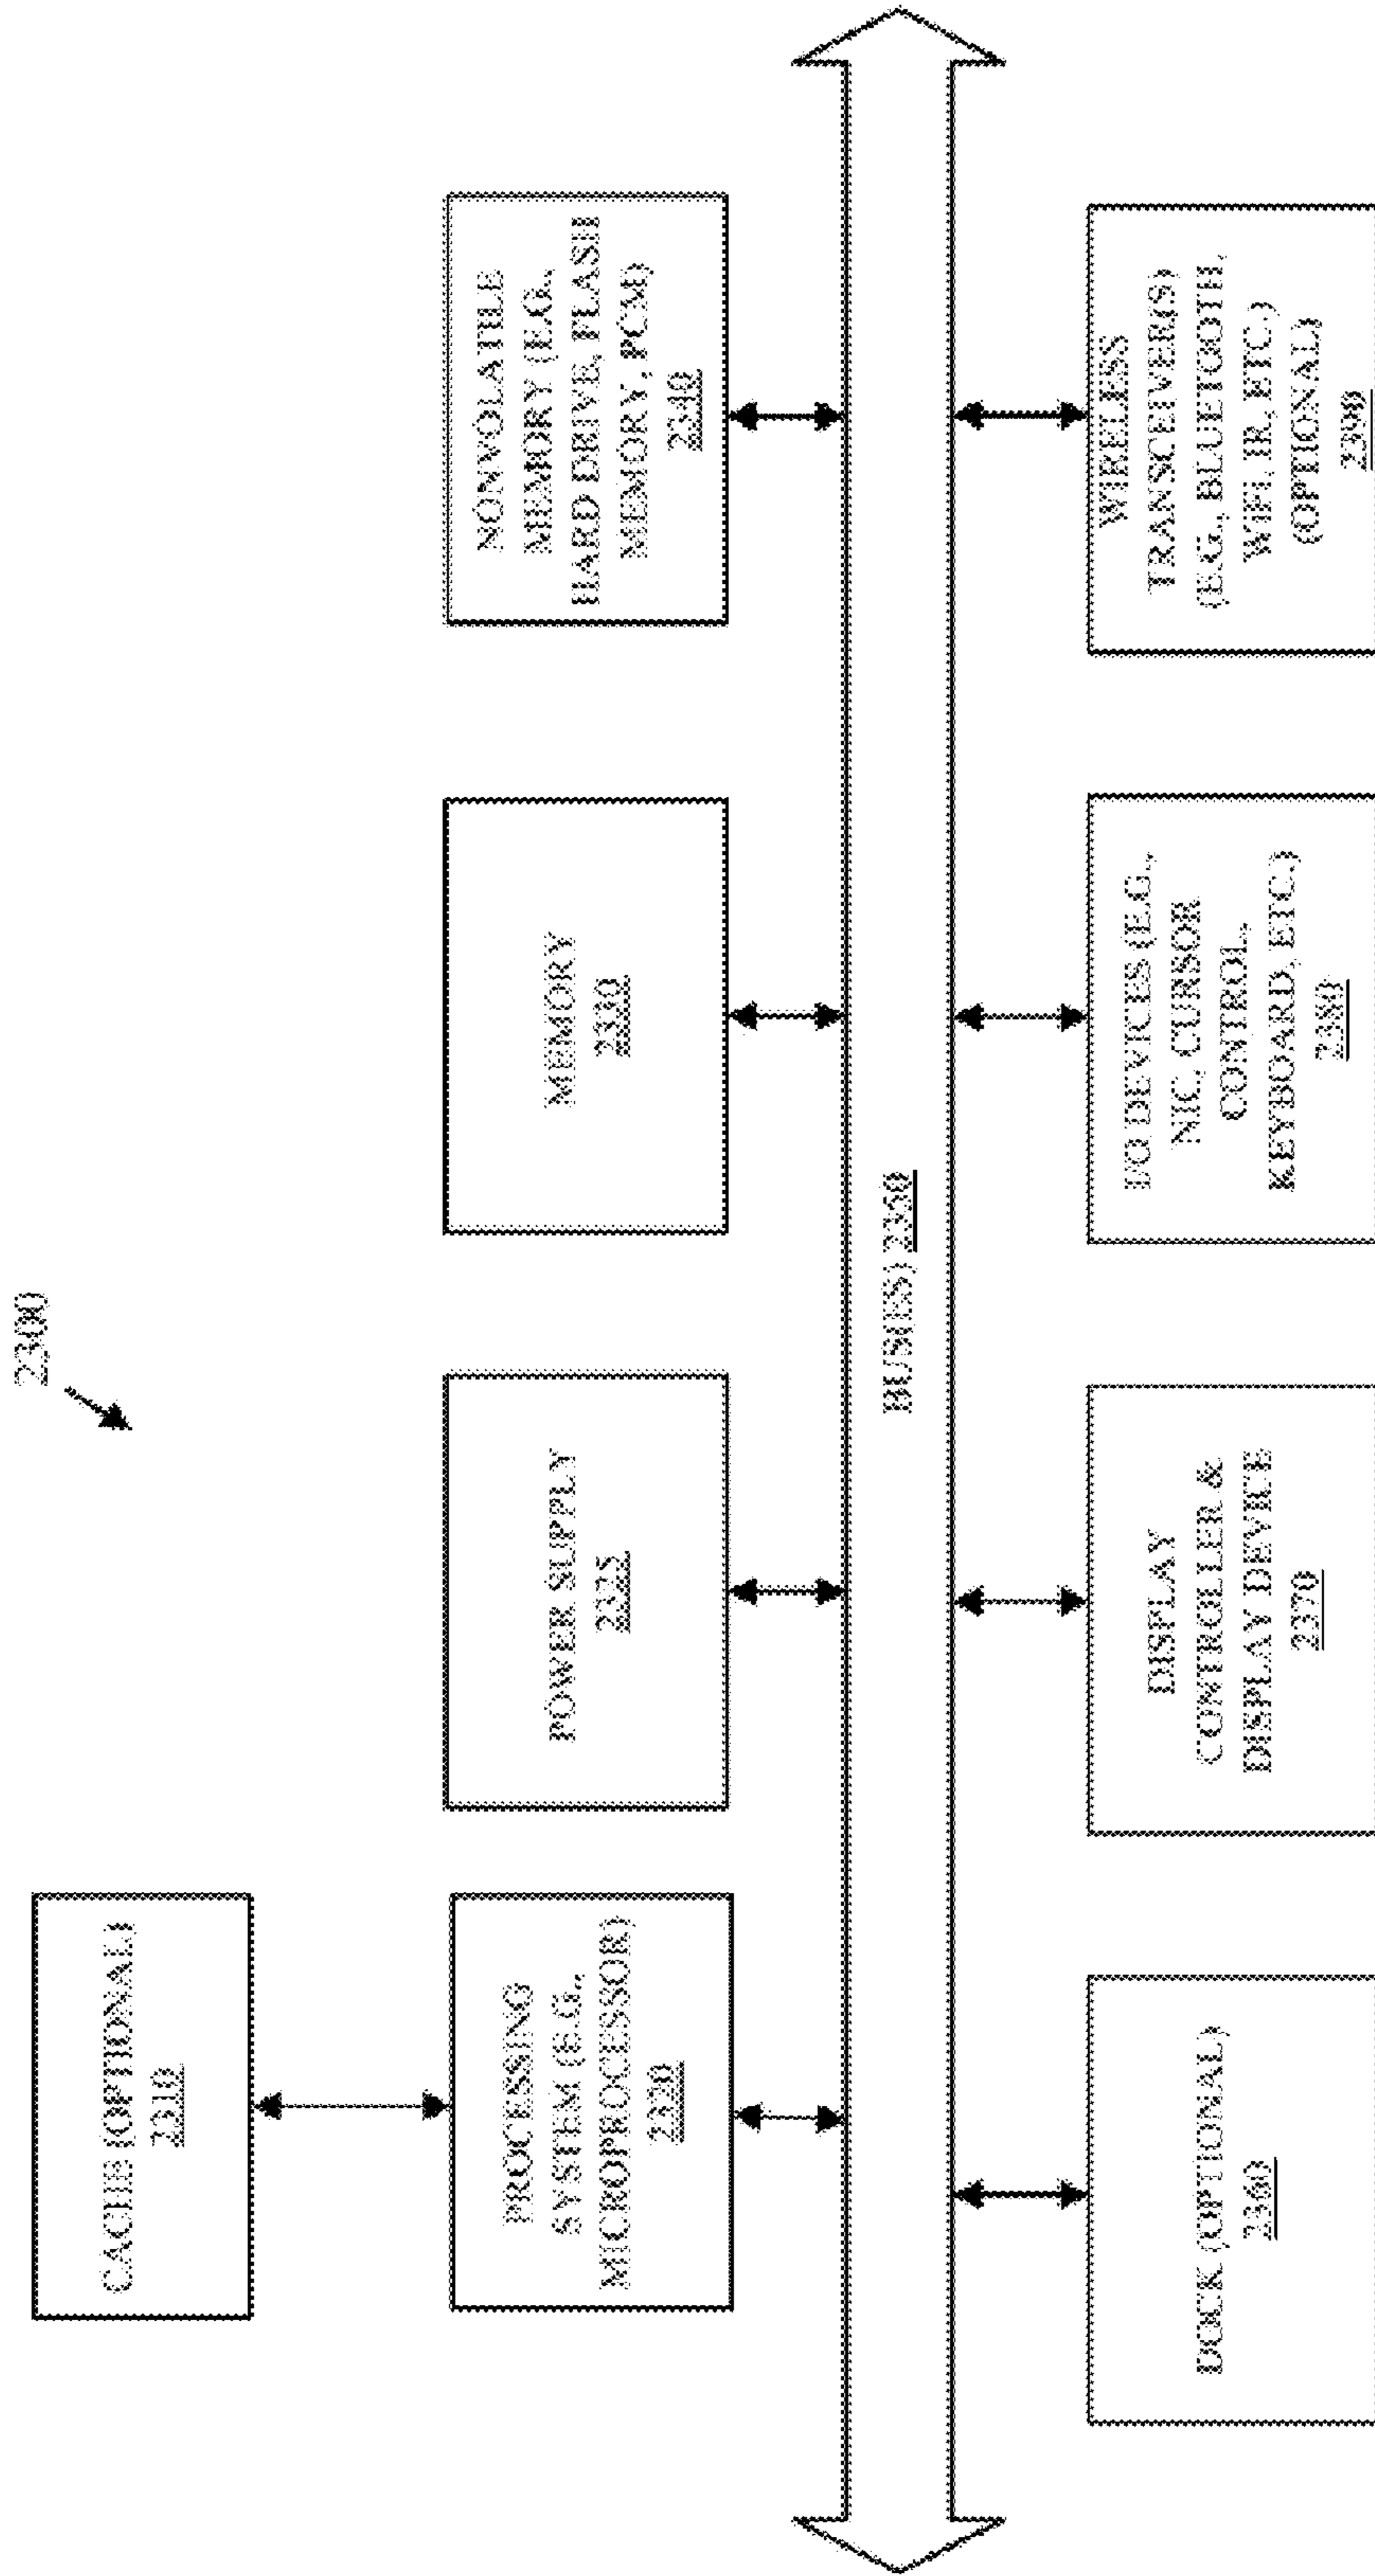 2300
CACHE (OPTIONAL)
2310
PROCESSING
SYSTEM (E.G.,
MICROPROCESSOR)
2320
POWER SUPPLY
2325
MEMORY
2330
NONVOLATILE
MEMORY (E.G.,
HARD DRIVE, FLASH
MEMORY, PCM)
2340
BUS(ES) 2350
DOCK (OPTIONAL)
2360
DISPLAY
CONTROLLER &
DISPLAY DEVICE
2370
I/O DEVICES (E.G.,
NIC, CURSOR
CONTROL,
KEYBOARD, ETC.)
2380
WIRELESS
TRANSCEIVER(S)
(E.G., BLUETOOTH,
WIFI, IR, ETC.)
(OPTIONAL)
2390